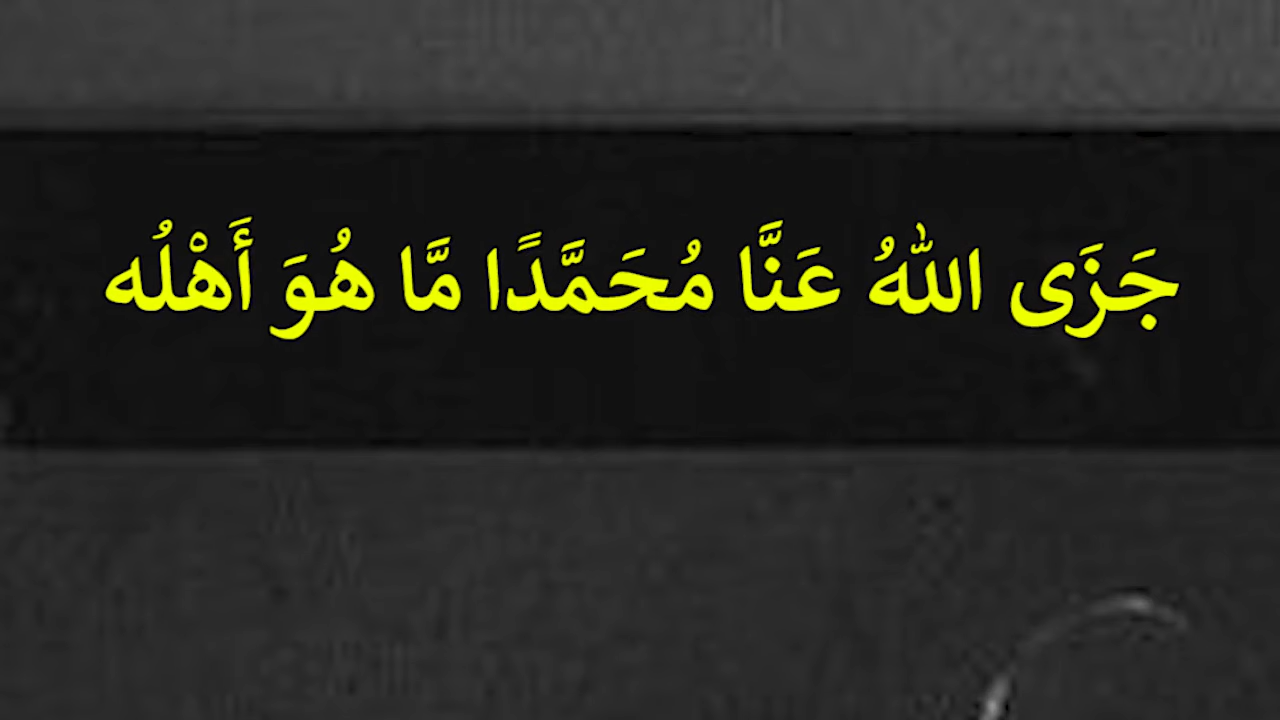 جَزَى اللهُ عَنَّا مُحَمَّدًا مَّا هُوَ أَهْلُه